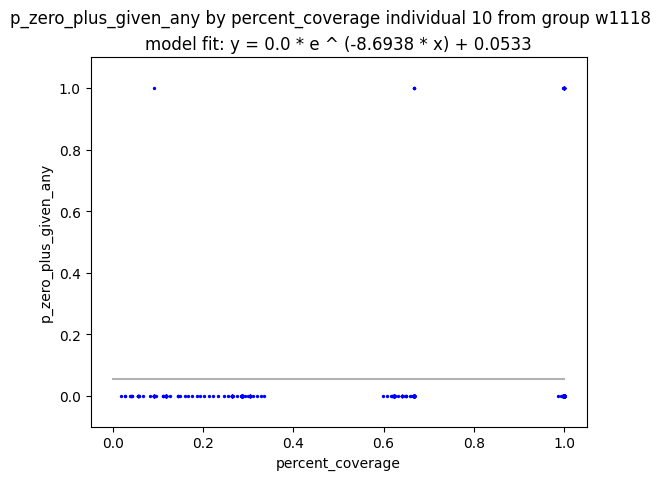 p_zero_plus_given_any by percent_coverage individual 10 from group w1118
model fit: y = 0.0 * e ^ (-8.6938 * x) + 0.0533
1.0
0.8
0.6
0.4
0.2
0.0
p_zero_plus_given_any
0.0 0.2 0.4 0.6 0.8 1.0
percent_coverage